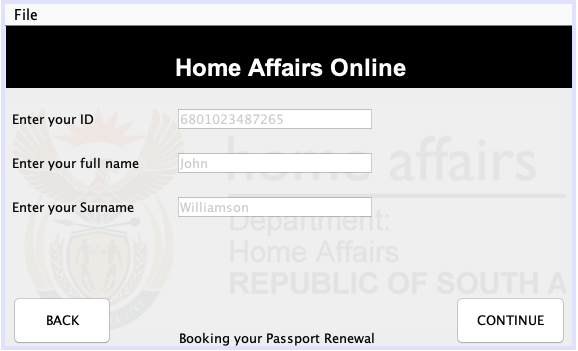 File
Home Affairs Online
Enter your ID 6801023487265
home affairs
Enter your full name John
Enter your Surname Williamson
Department:
Home Affairs
REPUBLIC OF SOUTH A
BACK
CONTINUE
Booking your Passport Renewal